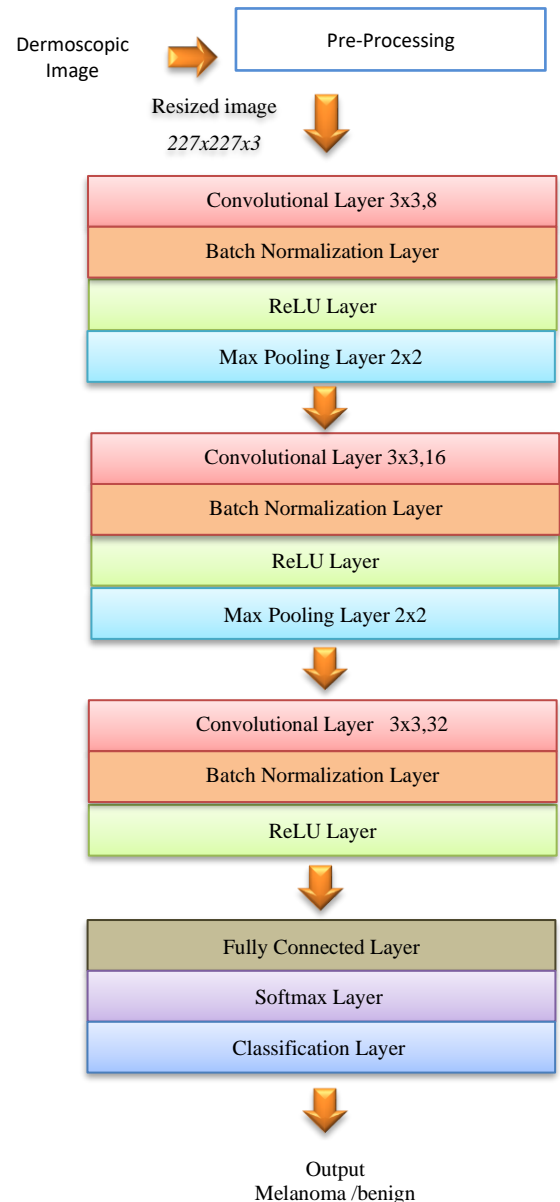 Dermoscopic
Image
Pre-Processing
Resized image
227x227x3
Convolutional Layer 3x3,8
Batch Normalization Layer
ReLU Layer
Max Pooling Layer 2x2
Convolutional Layer 3x3,16
Batch Normalization Layer
ReLU Layer
Max Pooling Layer 2x2
Convolutional Layer 3x3,32
Batch Normalization Layer
ReLU Layer
Fully Connected Layer
Softmax Layer
Classification Layer
Output
Melanoma /benign